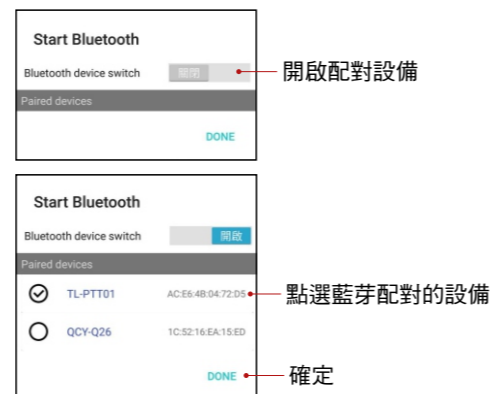 Start Bluetooth
Bluetooth device switch 關閉 開啟配對設備
Paired devices
DONE
Start Bluetooth
Bluetooth device switch 開啟
Paired devices
TL-PTT01 AC:E6:4B:04:72:D5 點選藍芽配對的設備
QCY-Q26 1C:52:16:EA:15:ED
DONE 確定